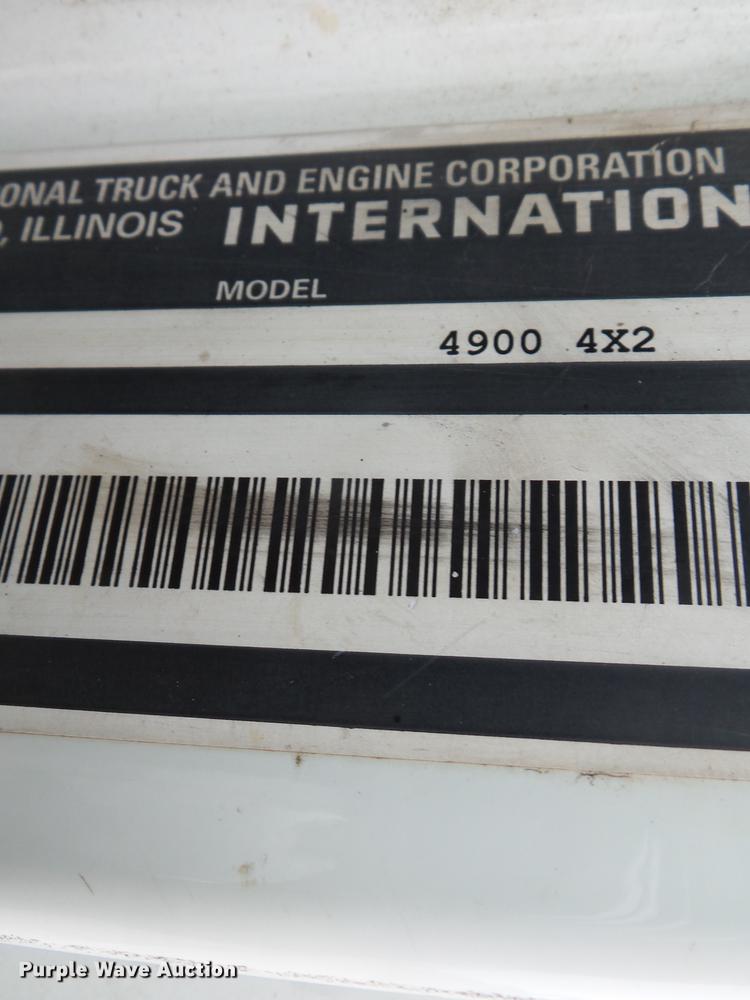 ONAL TRUCK AND ENGINE CORPORATION
, ILLINOIS INTERNATION
MODEL
4900 4X2
Purple Wave Auction